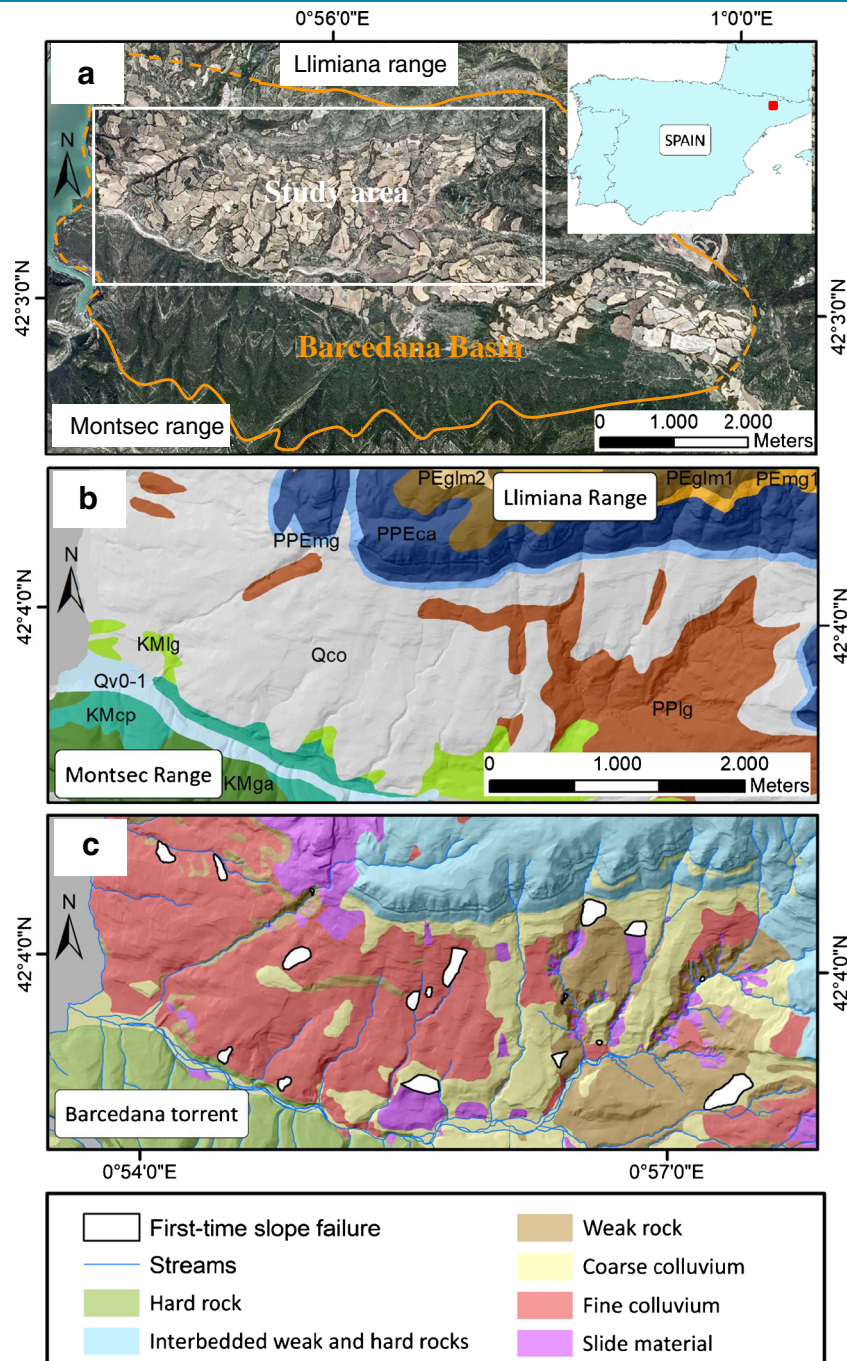 0°56'0"E
1°0'0"E
a
Llimiana range
N
SPAIN
Study area
42°3'0"N
42°3'0"N
Barcedana Basin
Montsec range
0 1.000 2.000
Meters
b
PEglm2
PEglm1
PEmg1
Llimiana Range
PPEmg
PPEca
N
42°4'0"N
42°4'0"N
KMlg
Qco
Qv0-1
KMcp
PPlg
Montsec Range
KMga
0 1.000 2.000
Meters
c
N
42°4'0"N
42°4'0"N
Barcedana torrent
0°54'0"E
0°57'0"E
First-time slope failure
Streams
Hard rock
Interbedded weak and hard rocks
Weak rock
Coarse colluvium
Fine colluvium
Slide material